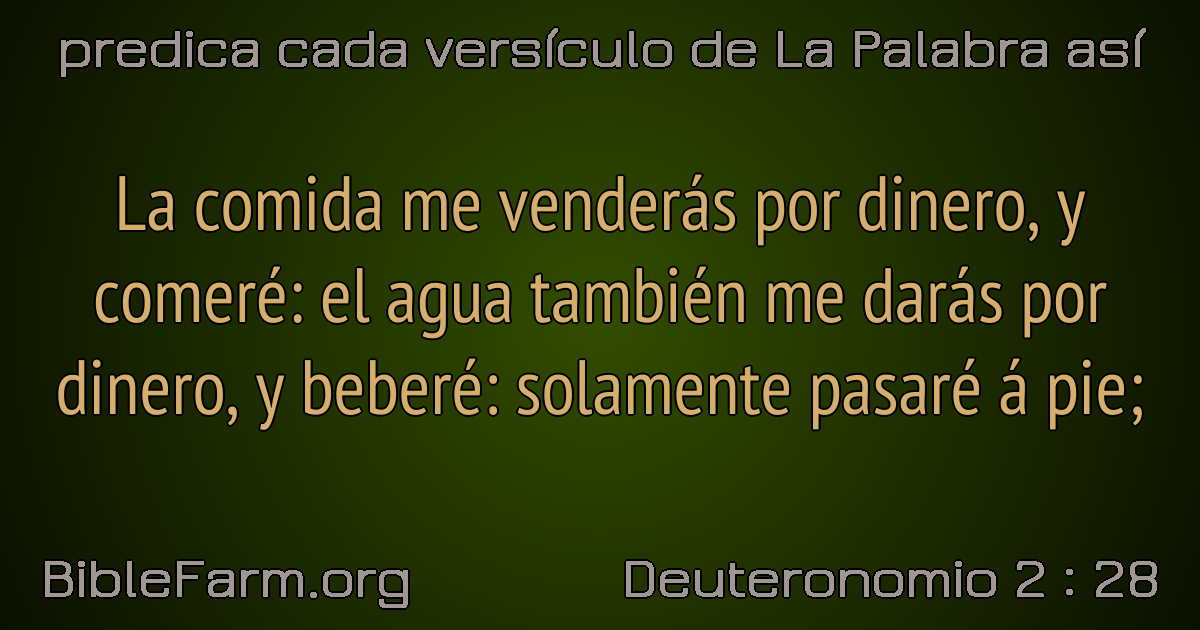 predica cada versículo de La Palabra así
La comida me venderás por dinero, y
comeré: el agua también me darás por
dinero, y beberé: solamente pasaré á pie;
BibleFarm.org
Deuteronomio 2 : 28